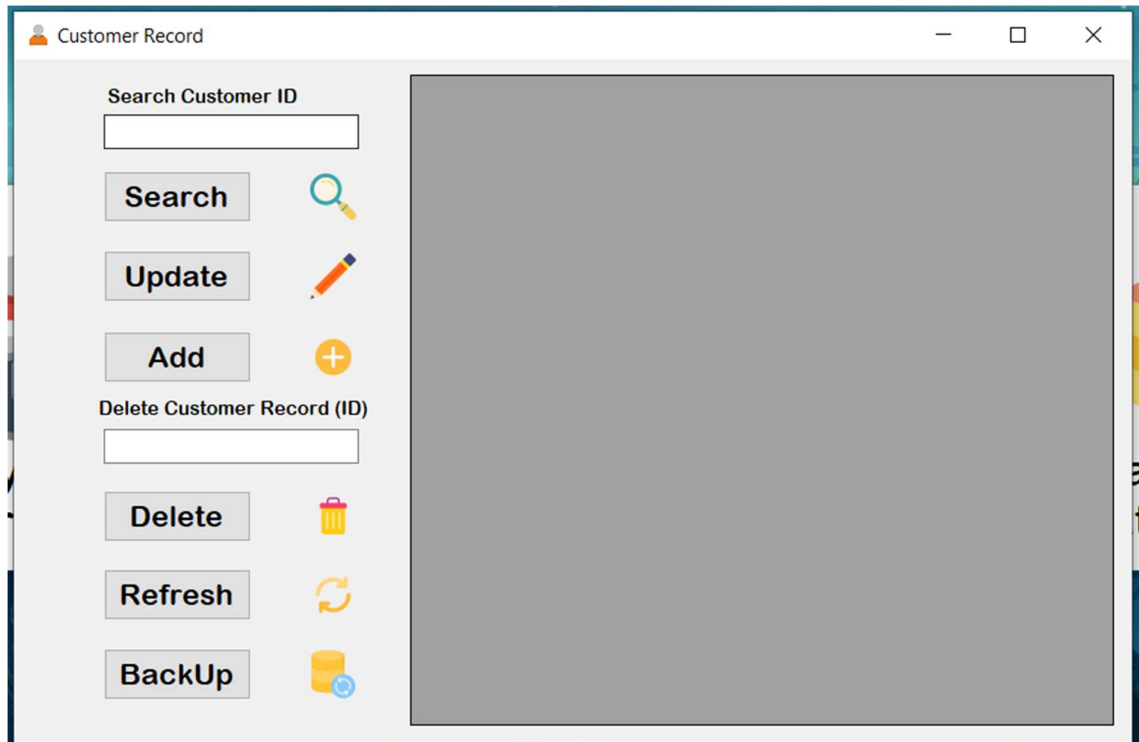 Customer Record
Search Customer ID
Search
Update
Add
Delete Customer Record (ID)
Delete
Refresh
BackUp